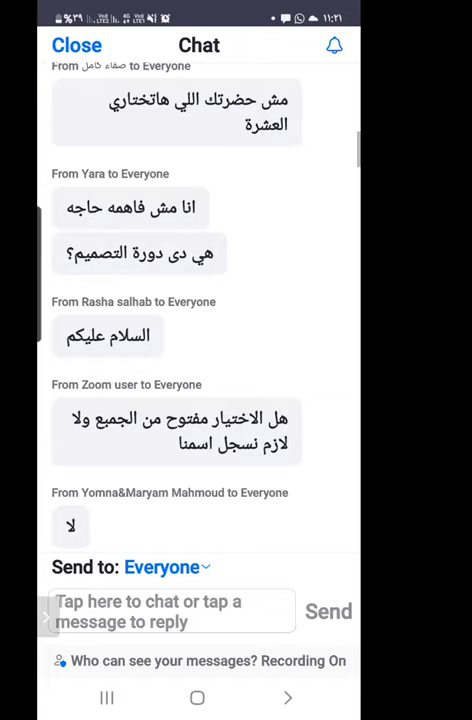 %٣٩ ١١:٢١
Close Chat
From صفاء كامل to Everyone
مش حضرتك اللي هاتختاري
العشرة
From Yara to Everyone
انا مش فاهمه حاجه
هي دى دورة التصميم؟
From Rasha salhab to Everyone
السلام عليكم
From Zoom user to Everyone
هل الاختيار مفتوح من الجميع ولا
لازم نسجل اسمنا
From Yomna&Maryam Mahmoud to Everyone
لا
Send to: Everyone
Tap here to chat or tap a
message to reply
Send
Who can see your messages? Recording On